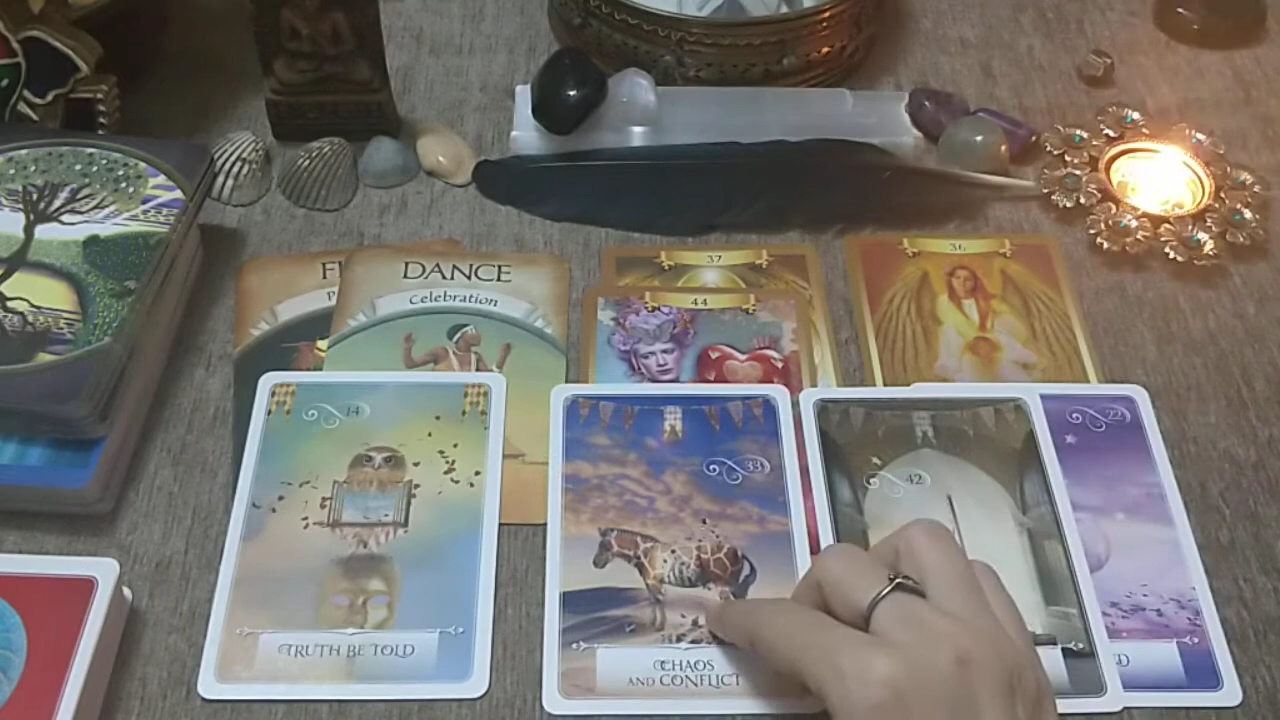 37
36
44
DANCE
Celebration
14
33
42
22
TRUTH BE TOLD
CHAOS
AND CONFLICT